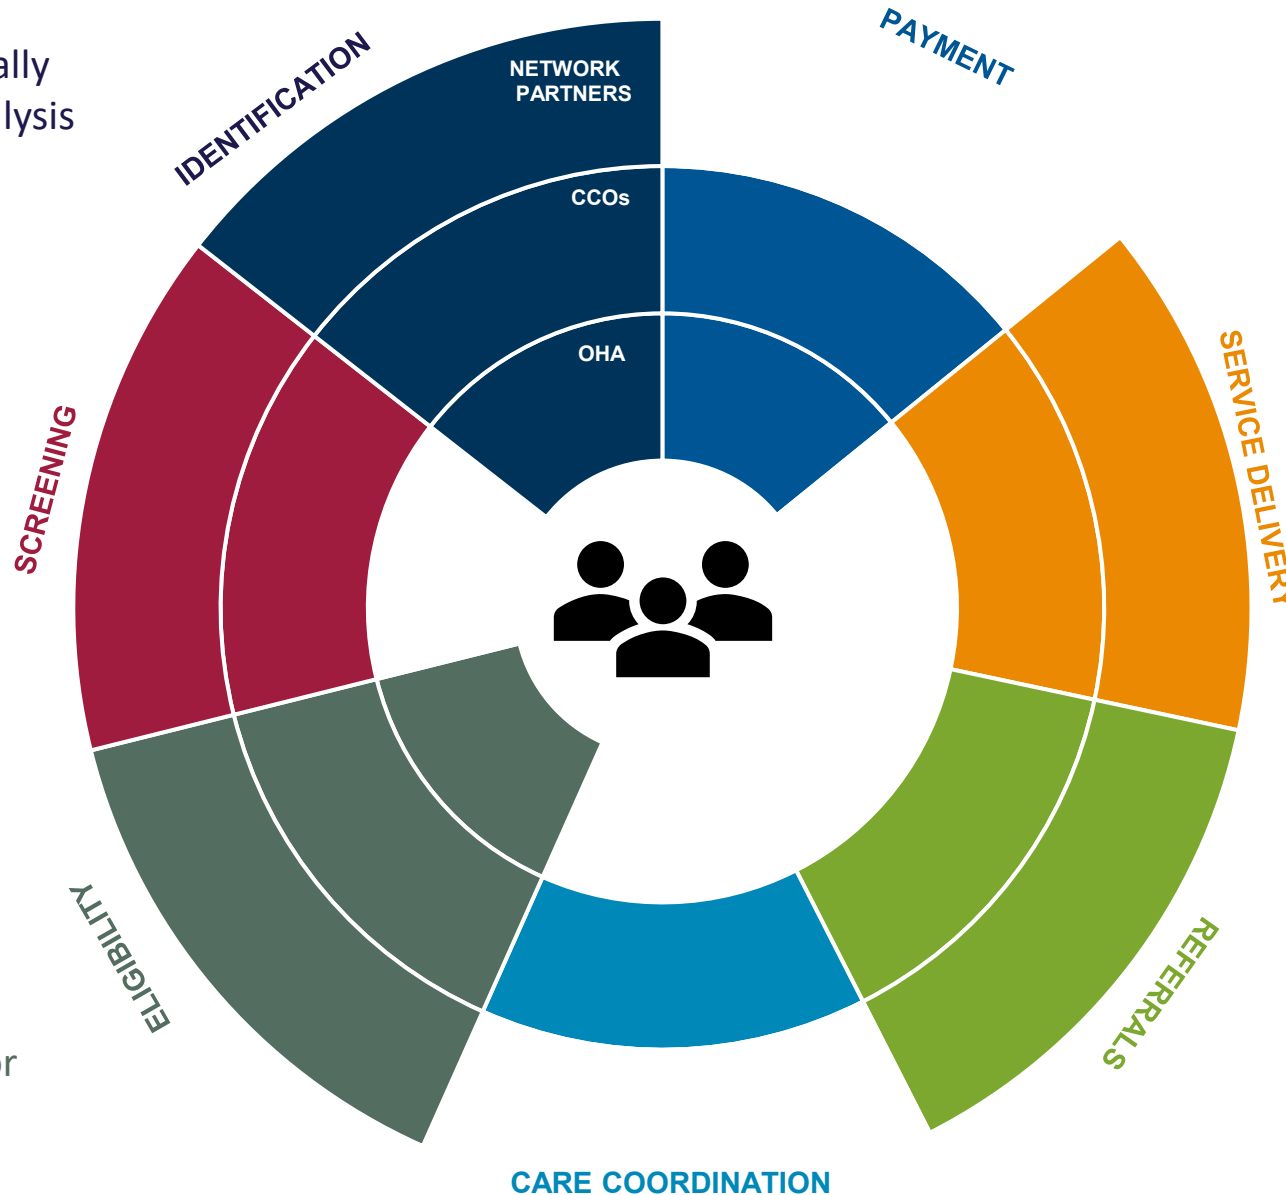 ally
lysis
IDENTIFICATION
NETWORK
PARTNERS
PAYMENT
CCOs
OHA
SCREENING
SERVICE DELIVERY
ELIGIBILITY
REFERRALS
or
CARE COORDINATION